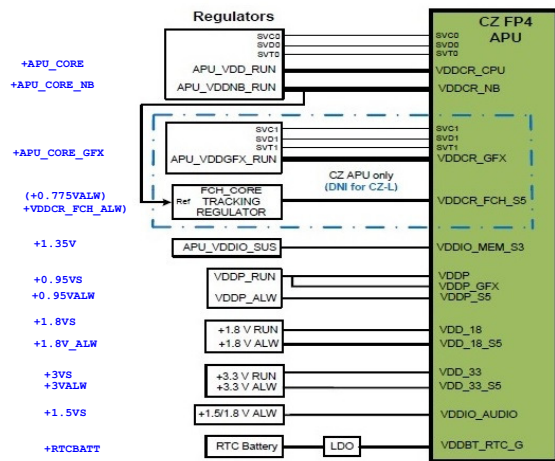 Regulators
CZ FP4
APU
SVC0
SVD0
SVT0
SVC0
SVD0
SVT0
+APU_CORE
APU_VDD_RUN
VDDCR_CPU
+APU_CORE_NB
APU_VDDNB_RUN
VDDCR_NB
SVC1
SVD1
SVT1
SVC1
SVD1
SVT1
+APU_CORE_GFX
APU_VDDGFX_RUN
VDDCR_GFX
CZ APU only
(DNI for CZ-L)
(+0.775VALW)
+VDDCR_FCH_ALW)
Ref
FCH_CORE
TRACKING
REGULATOR
VDDCR_FCH_S5
+1.35V
APU_VDDIO_SUS
VDDIO_MEM_S3
+0.95VS
VDDP_RUN
VDDP
VDDP_GFX
+0.95VALW
VDDP_ALW
VDDP_S5
+1.8VS
+1.8 V RUN
VDD_18
+1.8V_ALW
+1.8 V ALW
VDD_18_S5
+3VS
+3.3 V RUN
VDD_33
+3VALW
+3.3 V ALW
VDD_33_S5
+1.5VS
+1.5/1.8 V ALW
VDDIO_AUDIO
+RTCBATT
RTC Battery
LDO
VDDBT_RTC_G